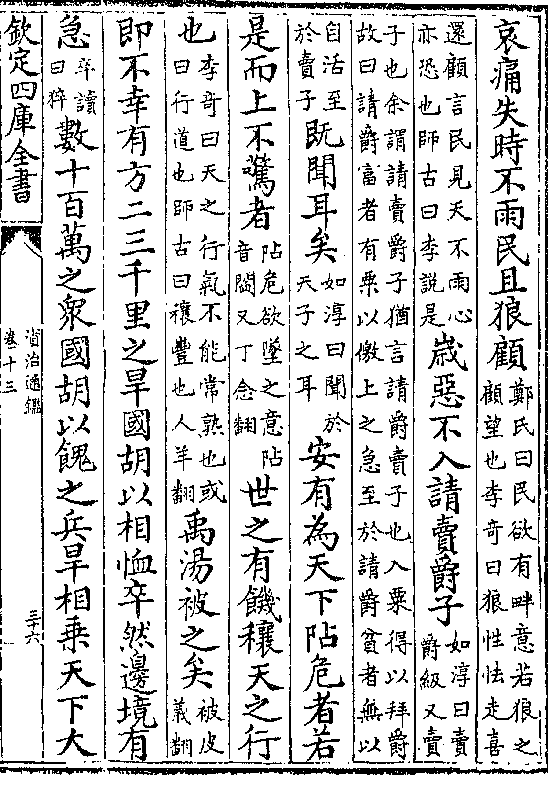 哀痛失時不雨民且狼顧鄭氏曰民欲有畔意若狼之顧望也李竒曰狼性怯走喜
還顧言民見天不雨心亦恐也師古曰李説是嵗惡不入請賣爵子如淳曰賣爵級又賣
子也余謂請賣爵子猶言請爵賣子也入粟得以拜爵故曰請爵富者有粟以儌上之急至於請爵貧者無以
自活至於賣子既聞耳矣如淳曰聞於天子之耳安有為天下阽危者若
是而上不驚者阽危欲墜之意阽音閻又丁念翻世之有饑穰天之行
也李竒曰天之行氣不能常熟也或曰行道也師古曰穰豐也人羊翻禹湯被之矣被皮義翻
即不幸有方二三千里之旱國胡以相恤卒然邊境有
急卒讀曰猝數十百萬之衆國胡以餽之兵旱相乗天下大
欽定四庫全書
資治通鑑
卷十三
三十六